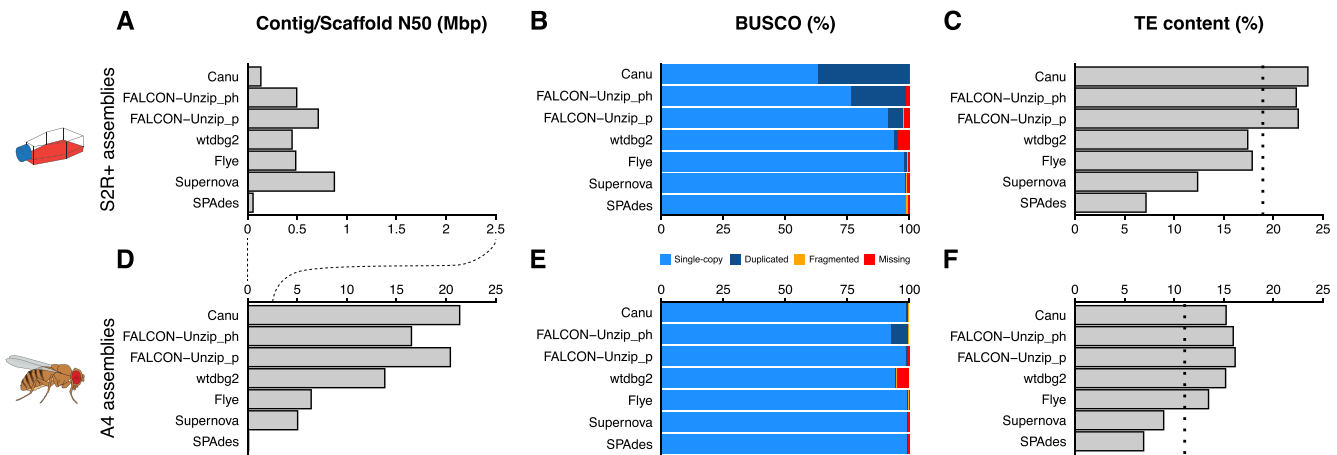 A Contig/Scaffold N50 (Mbp)
S2R+ assemblies
Canu
FALCON−Unzip_ph
FALCON−Unzip_p
wtdbg2
Flye
Supernova
SPAdes
0 0.5 1 1.5 2 2.5
B BUSCO (%)
Canu
FALCON−Unzip_ph
FALCON−Unzip_p
wtdbg2
Flye
Supernova
SPAdes
0 25 50 75 100
Single-copy Duplicated Fragmented Missing
C TE content (%)
Canu
FALCON−Unzip_ph
FALCON−Unzip_p
wtdbg2
Flye
Supernova
SPAdes
0 5 10 15 20 25
D
A4 assemblies
0 5 10 15 20 25
Canu
FALCON−Unzip_ph
FALCON−Unzip_p
wtdbg2
Flye
Supernova
SPAdes
E
0 25 50 75 100
Canu
FALCON−Unzip_ph
FALCON−Unzip_p
wtdbg2
Flye
Supernova
SPAdes
F
0 5 10 15 20 25
Canu
FALCON−Unzip_ph
FALCON−Unzip_p
wtdbg2
Flye
Supernova
SPAdes